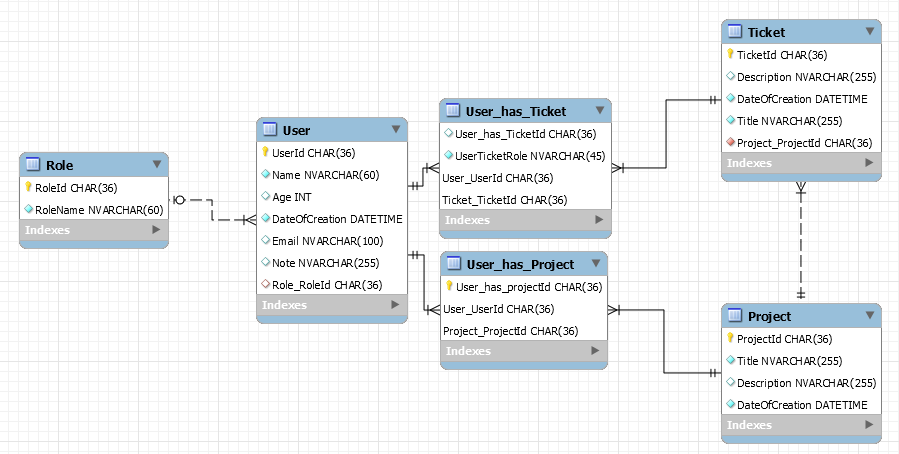 Role
RoleId CHAR(36)
RoleName NVARCHAR(60)
Indexes
User
UserId CHAR(36)
Name NVARCHAR(60)
Age INT
DateOfCreation DATETIME
Email NVARCHAR(100)
Note NVARCHAR(255)
Role_RoleId CHAR(36)
Indexes
User_has_Ticket
User_has_TicketId CHAR(36)
UserTicketRole NVARCHAR(45)
User_UserId CHAR(36)
Ticket_TicketId CHAR(36)
Indexes
User_has_Project
User_has_projectId CHAR(36)
User_UserId CHAR(36)
Project_ProjectId CHAR(36)
Indexes
Ticket
TicketId CHAR(36)
Description NVARCHAR(255)
DateOfCreation DATETIME
Title NVARCHAR(255)
Project_ProjectId CHAR(36)
Indexes
Project
ProjectId CHAR(36)
Title NVARCHAR(255)
Description NVARCHAR(255)
DateOfCreation DATETIME
Indexes